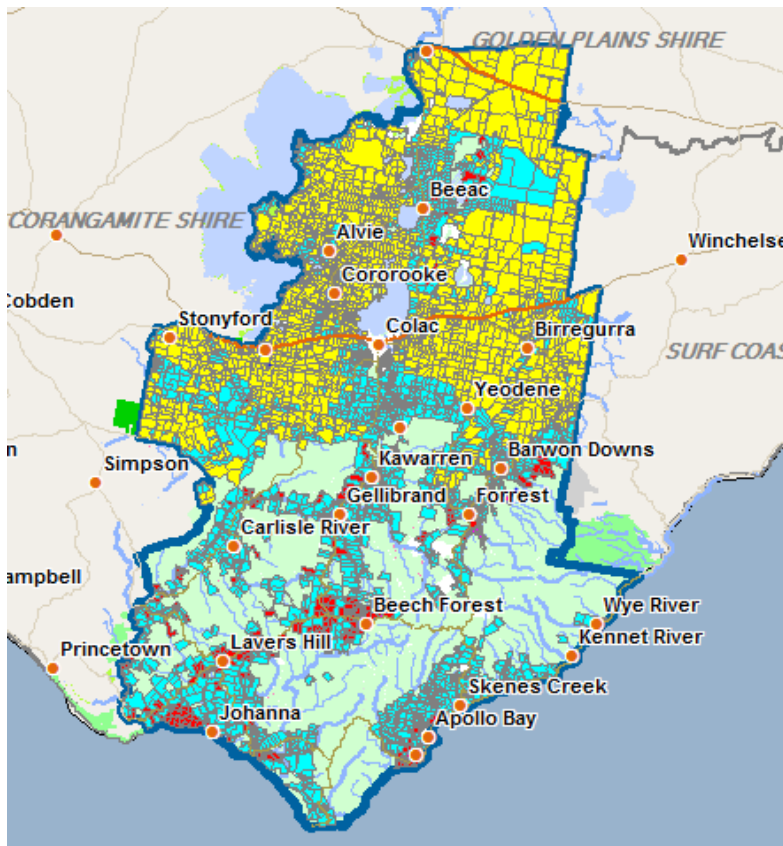 GOLDEN PLAINS SHIRE
Beeac
CORANGAMITE SHIRE
Alvie
Winchelse
Cororooke
Cobden
Stonyford
Colac
Birregurra
SURF COAS
Yeodene
n
Simpson
Kawarren
Barwon Downs
Gellibrand
Forrest
Carlisle River
ampbell
Beech Forest
Wye River
Princetown
Lavers Hill
Kennet River
Skenes Creek
Johanna
Apollo Bay